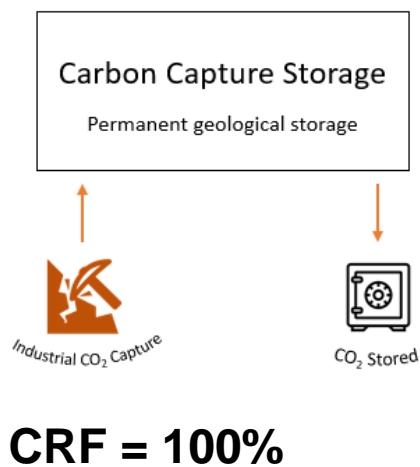 Carbon Capture Storage
Permanent geological storage
Industrial CO₂ Capture
CO₂ Stored
CRF = 100%